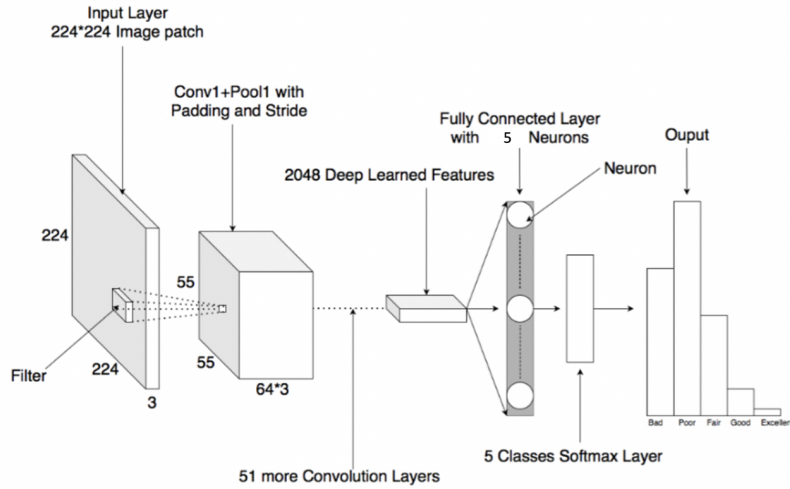 Input Layer
224*224 Image patch
Conv1+Pool1 with
Padding and Stride
Fully Connected Layer
with 5 Neurons
Ouput
2048 Deep Learned Features
Neuron
224
55
55
224
Filter
3
64*3
Bad Poor Fair Good Exceller
5 Classes Softmax Layer
51 more Convolution Layers